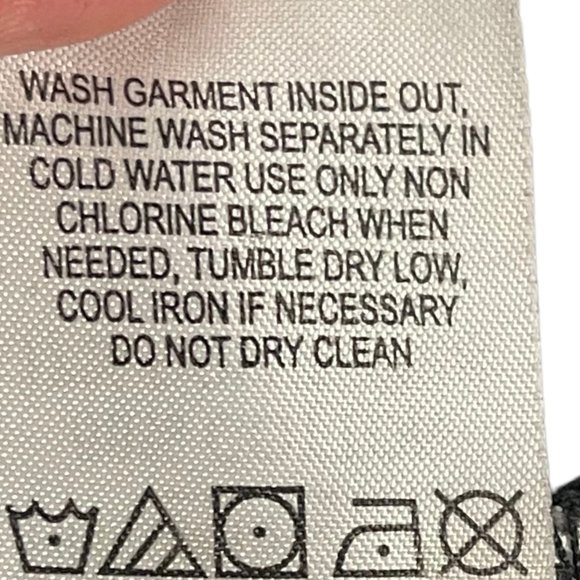 WASH GARMENT INSIDE OUT,
MACHINE WASH SEPARATELY IN
COLD WATER USE ONLY NON
CHLORINE BLEACH WHEN
NEEDED, TUMBLE DRY LOW,
COOL IRON IF NECESSARY
DO NOT DRY CLEAN